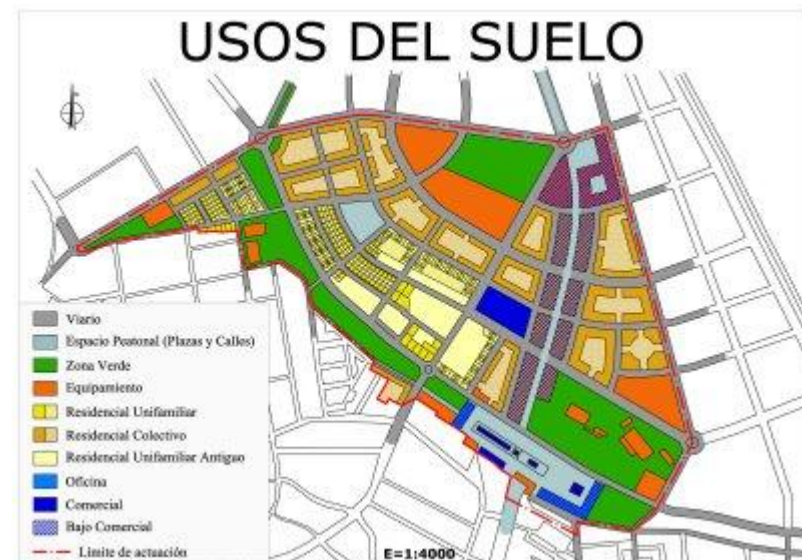 USOS DEL SUELO
Viario
Espacio Peatonal (Plazas y Calles)
Zona Verde
Equipamiento
Residencial Unifamiliar
Residencial Colectivo
Residencial Unifamiliar Antiguo
Oficina
Comercial
Bajo Comercial
Límite de actuación
E=1:4000